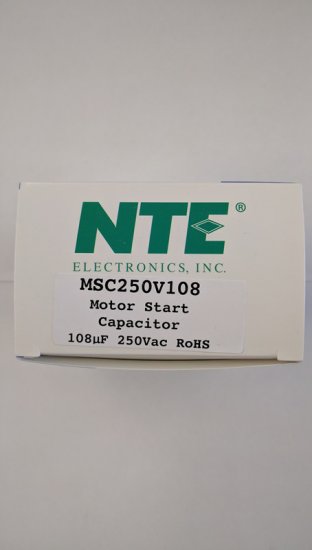 NTE®
ELECTRONICS, INC.
MSC250V108
Motor Start
Capacitor
108µF 250Vac RoHS